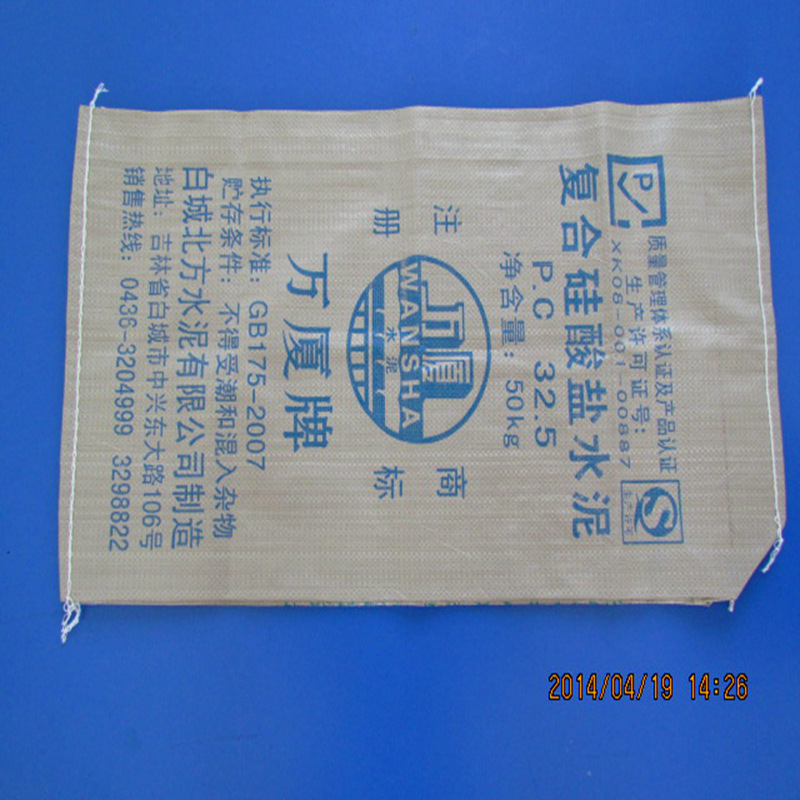 质量管理体系认证及产品认证
生产许可证号:
XK08-001-00887
复合硅酸盐水泥
P.C 32.5
净含量: 50kg
注册 商标
万厦
WANSHA
水泥
万厦牌
执行标准: GB175-2007
贮存条件: 不得受潮和混入杂物
白城北方水泥有限公司制造
地址: 吉林省白城市中兴东大路106号
销售热线: 0436-3204999 3298822
2014/04/19 14:26